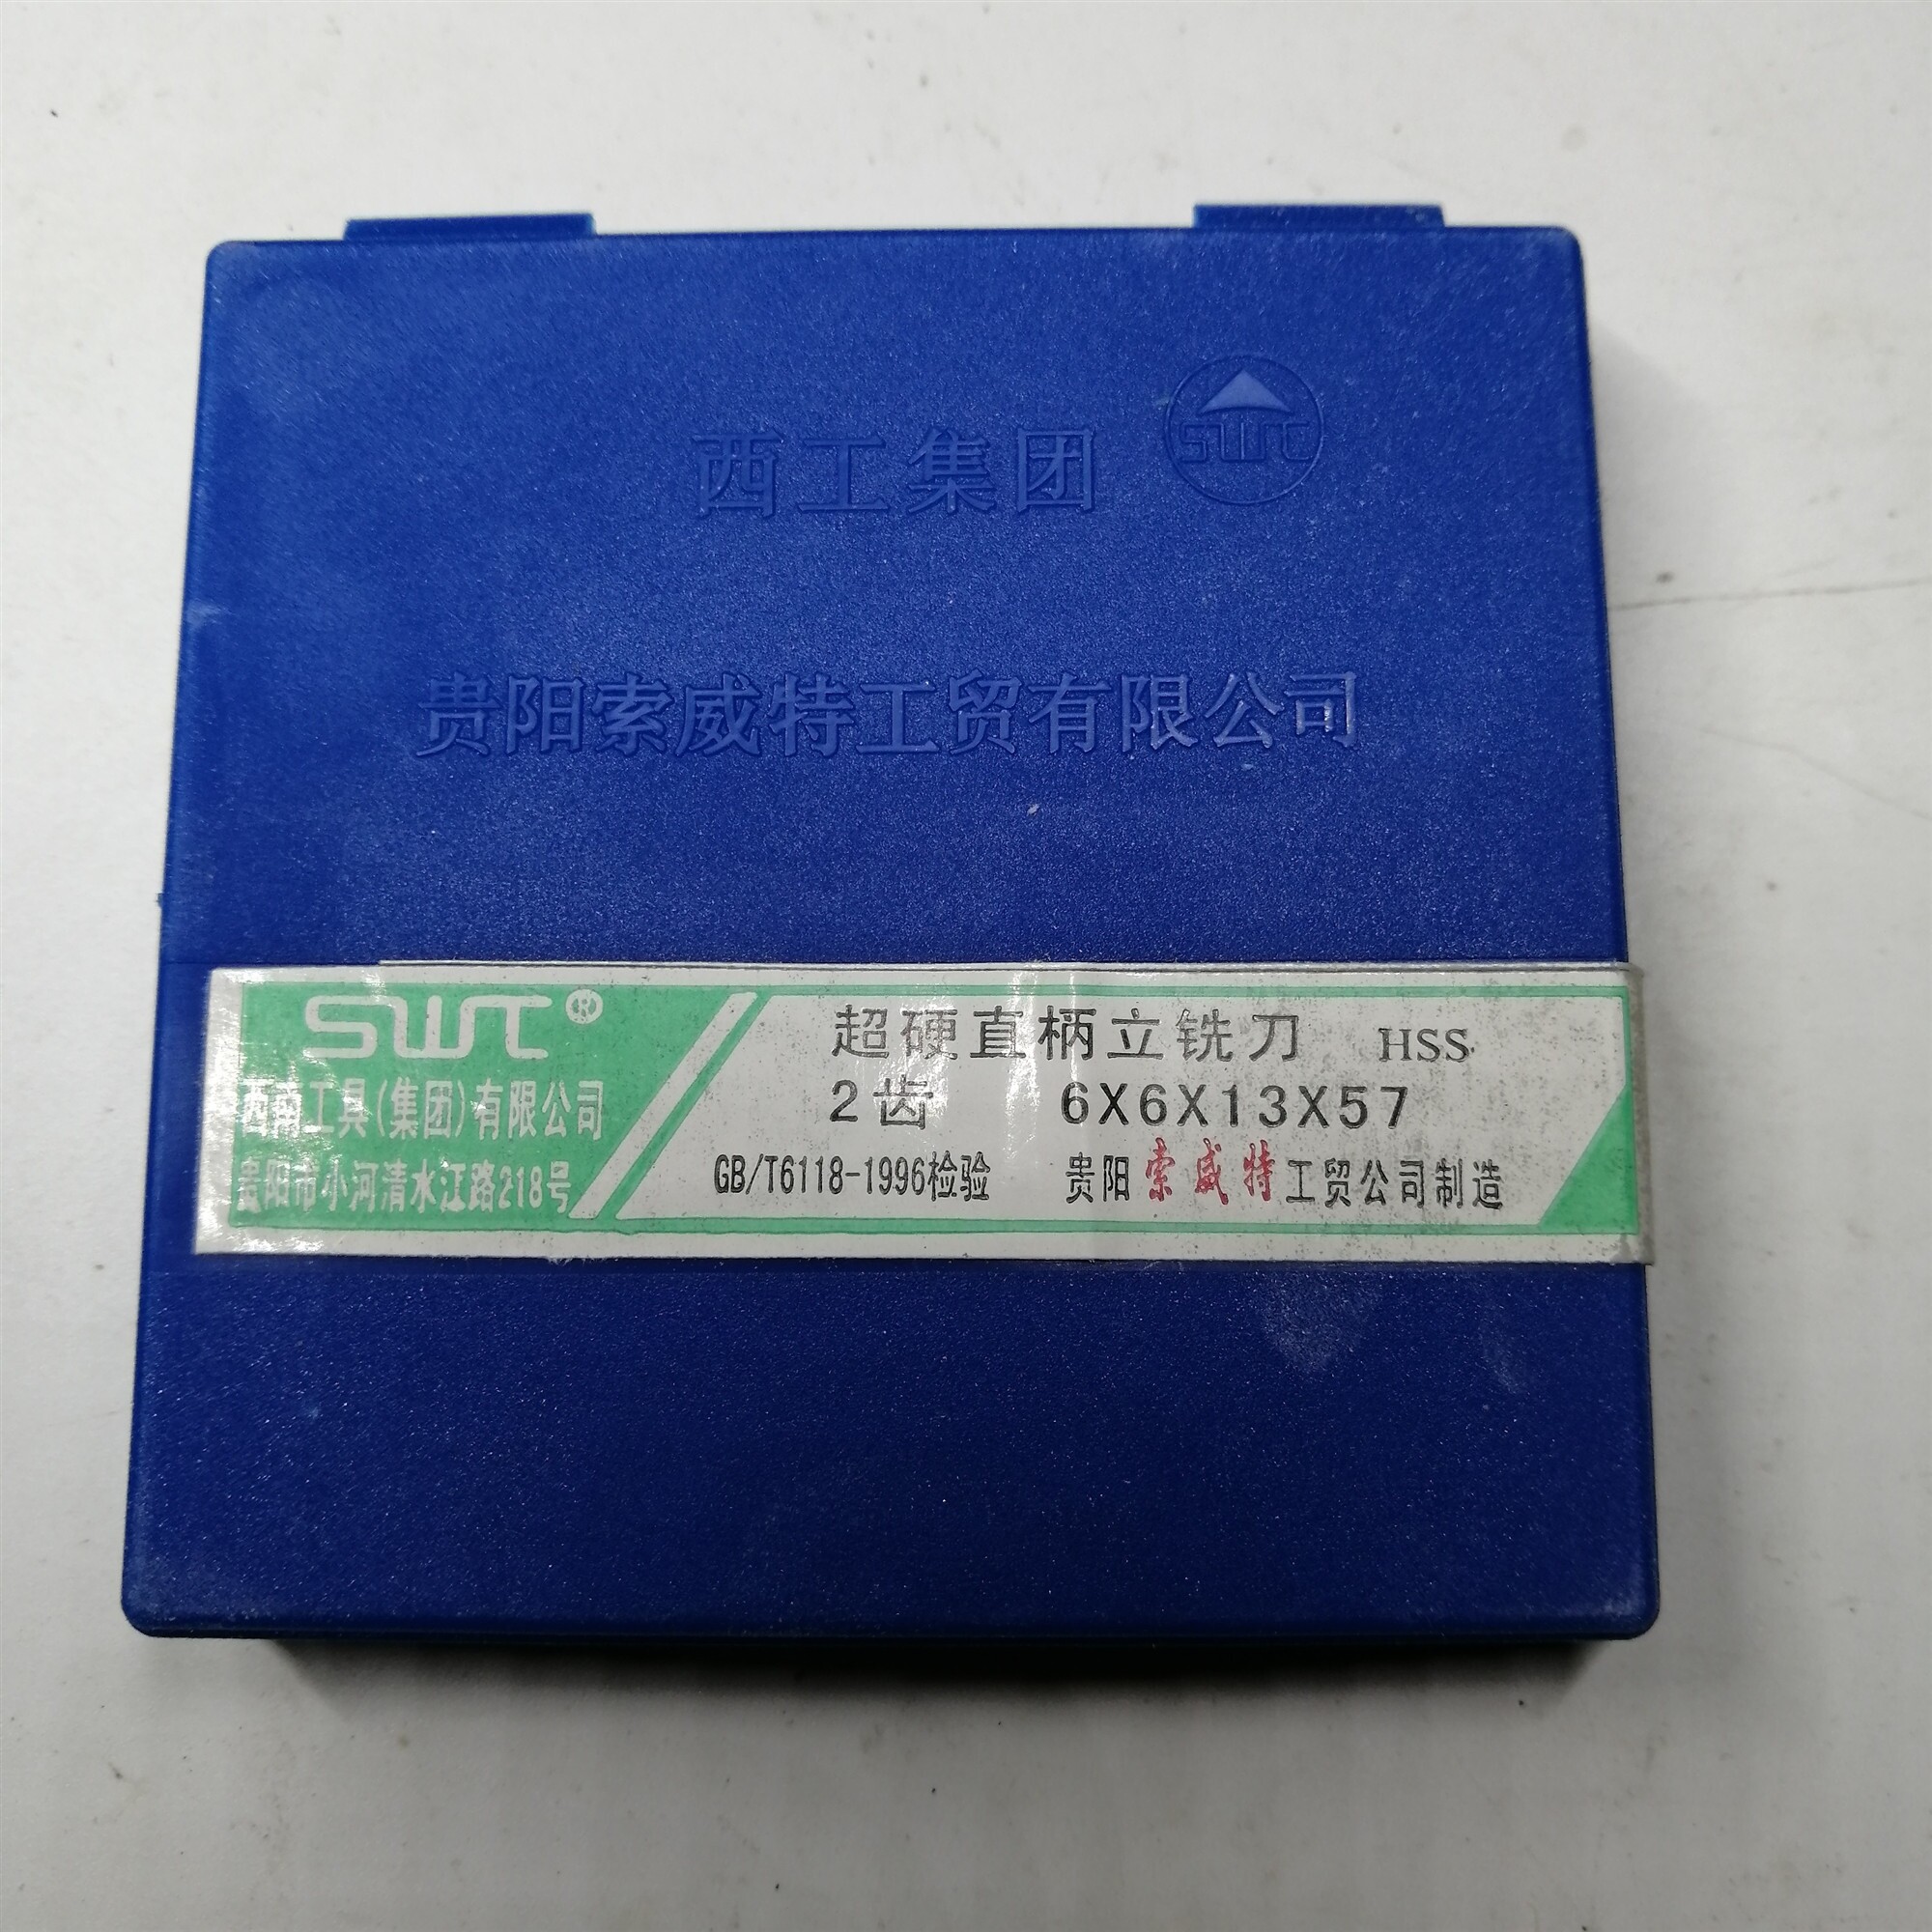 西工集团 SWT
贵阳索威特工贸有限公司
SWT®
西南工具(集团)有限公司
贵阳市小河清水江路218号
超硬直柄立铣刀 HSS
2齿 6X6X13X57
GB/T6118-1996检验 贵阳索威特工贸公司制造